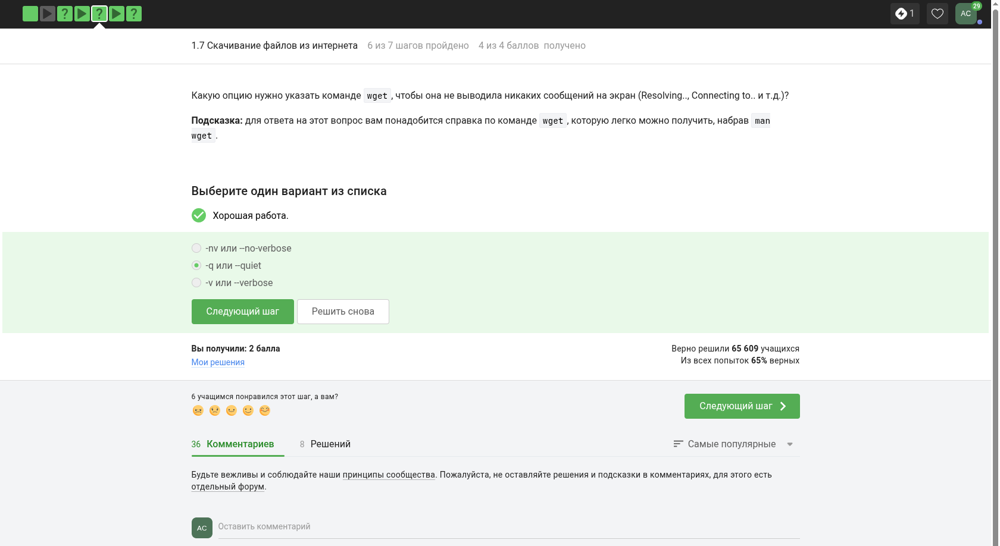 ? ? ?
1
AC
29
1.7 Скачивание файлов из интернета 6 из 7 шагов пройдено 4 из 4 баллов получено
Какую опцию нужно указать команде wget, чтобы она не выводила никаких сообщений на экран (Resolving.., Connecting to.. и т.д.)?
Подсказка: для ответа на этот вопрос вам понадобится справка по команде wget, которую легко можно получить, набрав man
wget.
Выберите один вариант из списка
Хорошая работа.
-nv или --no-verbose
-q или --quiet
-v или --verbose
Следующий шаг Решить снова
Вы получили: 2 балла
Мои решения
Верно решили 65 609 учащихся
Из всех попыток 65% верных
6 учащимся понравился этот шаг, а вам?
Следующий шаг
36 Комментариев 8 Решений Самые популярные
Будьте вежливы и соблюдайте наши принципы сообщества. Пожалуйста, не оставляйте решения и подсказки в комментариях, для этого есть
отдельный форум.
AC Оставить комментарий